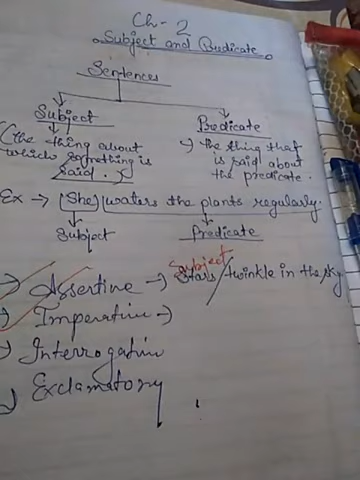 Ch- 2
Subject and Predicate
Sentences
Subject
Predicate
(the thing about
which something is
said.)
→ the thing that
is said about
the predicate.
Ex → She waters the plants regularly.
Subject
Predicate
Subject
→ Assertive → Stars / twinkle in the sky
→ Imperative →
→ Interrogative
→ Exclamatory